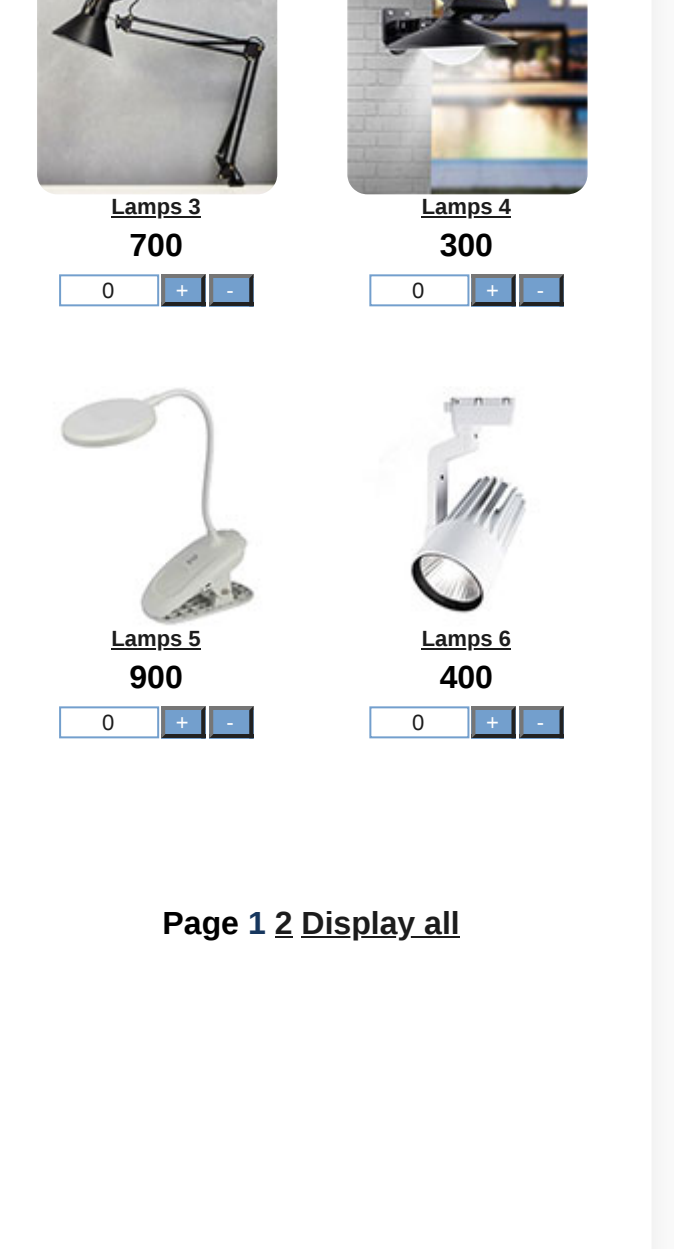 Lamps 3 Lamps 4
700 300
0 + - 0 + -
Lamps 5 Lamps 6
900 400
0 + - 0 + -
Page 1 2 Display all